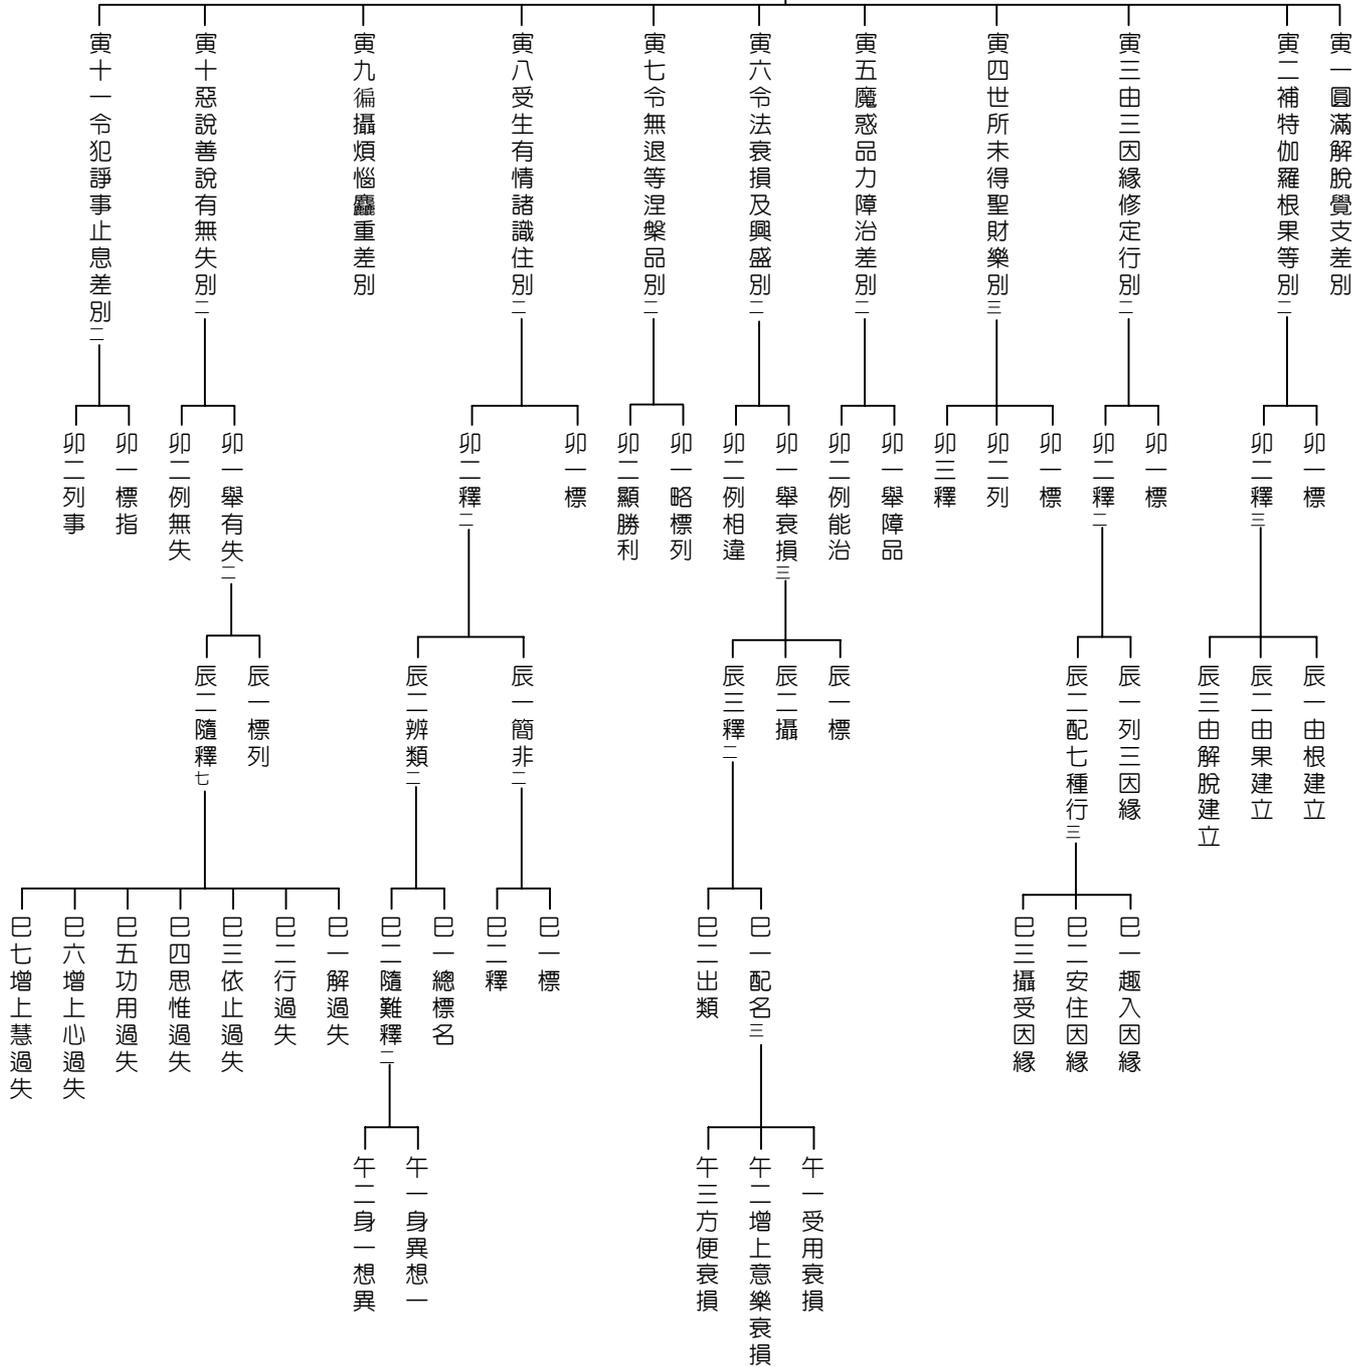 寅一圓滿解脫覺支差別
寅二補特伽羅根果等別二
寅三由三因緣修定行別二
寅四世所未得聖財樂別三
寅五魔惑品力障治差別二
寅六令法衰損及興盛別二
寅七令無退等涅槃品別二
寅八受生有情諸識住別二
寅九徧攝煩惱麤重差別
寅十惡說善說有無失別二
寅十一令犯諍事止息差別二
卯一標
卯二釋三
卯一標
卯二釋二
卯一標
卯二列
卯三釋
卯一舉障品
卯二例能治
卯一舉衰損三
卯二例相違
卯一略標列
卯二顯勝利
卯一標
卯二釋二
卯一舉有失二
卯二例無失
卯一標指
卯二列事
辰一由根建立
辰二由果建立
辰三由解脫建立
辰一列三因緣
辰二配七種行三
辰一標
辰二攝
辰三釋二
辰一簡非二
辰二辨類二
辰一標列
辰二隨釋七
巳一趣入因緣
巳二安住因緣
巳三攝受因緣
巳一配名三
巳二出類
巳一標
巳二釋
巳一總標名
巳二隨難釋二
巳一解過失
巳二行過失
巳三依止過失
巳四思惟過失
巳五功用過失
巳六增上心過失
巳七增上慧過失
午一受用衰損
午二增上意樂衰損
午三方便衰損
午一身異想一
午二身一想異